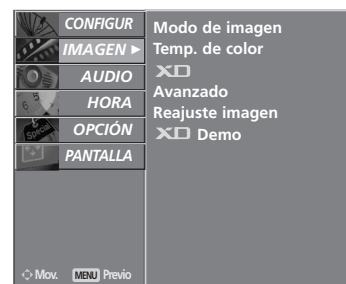 CONFIGUR
IMAGEN ►
AUDIO
HORA
OPCIÓN
PANTALLA
Modo de imagen
Temp. de color
XD
Avanzado
Reajuste imagen
XD Demo
Special
Mov. MENU Previo